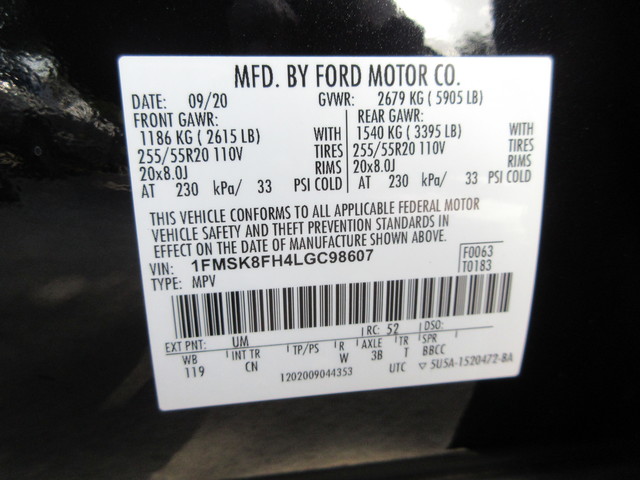 MFD. BY FORD MOTOR CO.
DATE: 09/20 GVWR: 2679 KG ( 5905 LB)
FRONT GAWR: REAR GAWR:
1186 KG ( 2615 LB) WITH 1540 KG ( 3395 LB) WITH
255/55R20 110V TIRES 255/55R20 110V TIRES
20x8.0J RIMS 20x8.0J RIMS
AT 230 kPa/ 33 PSI COLD AT 230 kPa/ 33 PSI COLD
THIS VEHICLE CONFORMS TO ALL APPLICABLE FEDERAL MOTOR
VEHICLE SAFETY AND THEFT PREVENTION STANDARDS IN
EFFECT ON THE DATE OF MANUFACTURE SHOWN ABOVE.
VIN: 1FMSK8FH4LGC98607 F0063
TYPE: MPV T0183
EXT PNT: UM RC: 52 DSO:
WB INT TR TP/PS R AXLE TR SPR
119 CN W 3B T BBCC
1202009044353 UTC ▽ 5U5A-1520472-BA